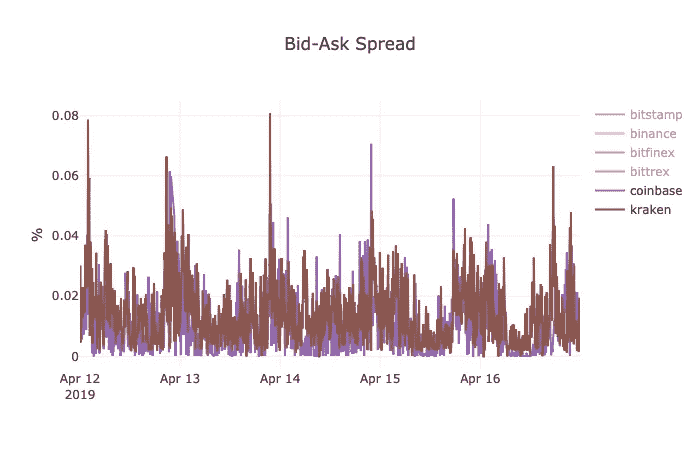 Bid-Ask Spread
0.08
0.06
0.04
0.02
0
%
Apr 12
2019
Apr 13
Apr 14
Apr 15
Apr 16
bitstamp
binance
bitfinex
bittrex
coinbase
kraken